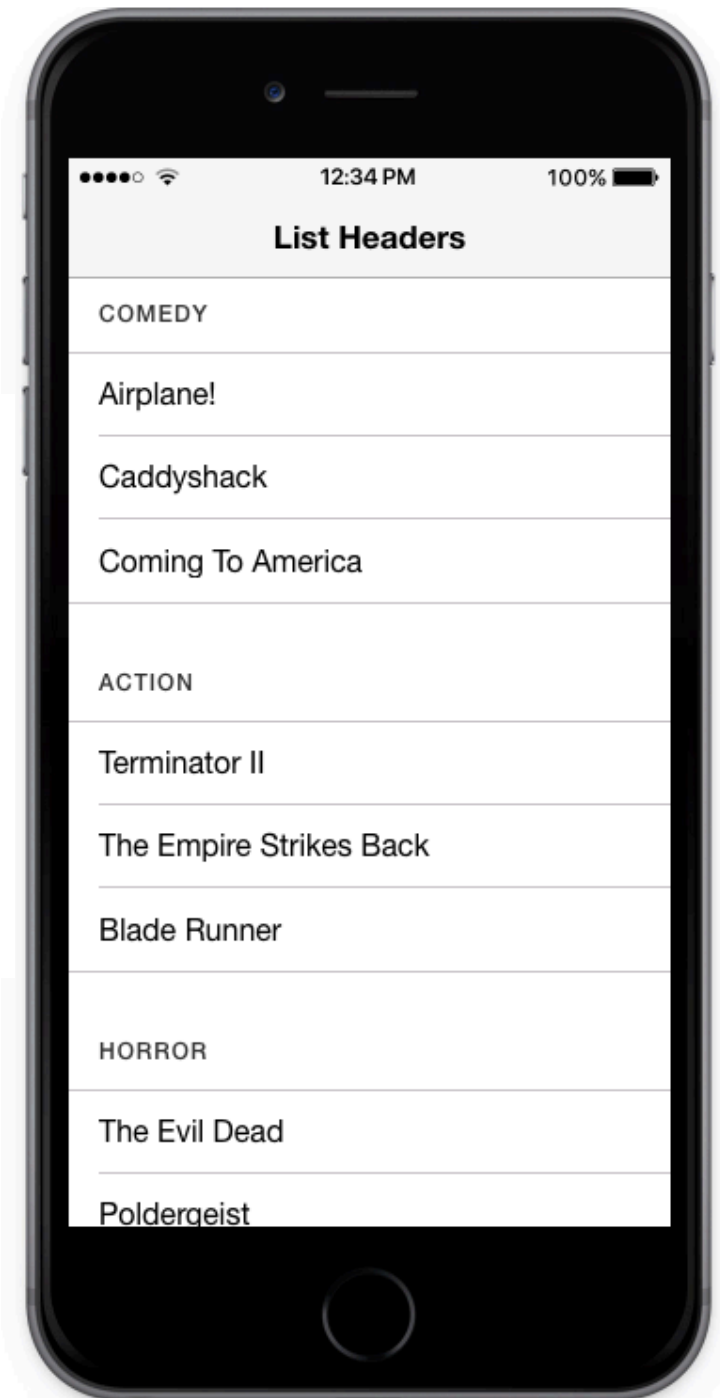 12:34 PM
100%
List Headers
COMEDY
Airplane!
Caddyshack
Coming To America
ACTION
Terminator II
The Empire Strikes Back
Blade Runner
HORROR
The Evil Dead
Poldergeist